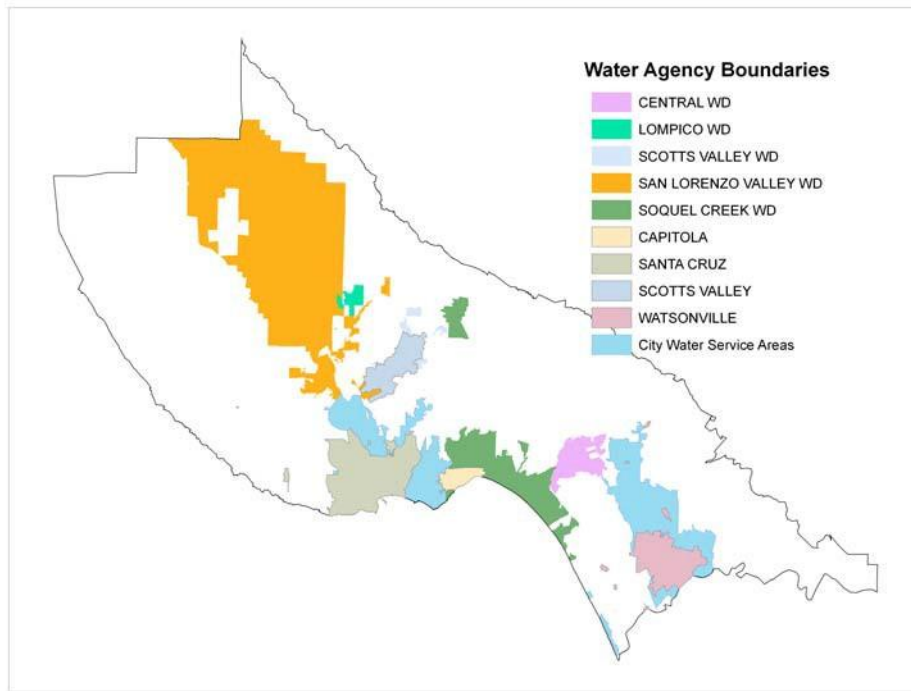 Water Agency Boundaries
CENTRAL WD
LOMPICO WD
SCOTTS VALLEY WD
SAN LORENZO VALLEY WD
SOQUEL CREEK WD
CAPITOLA
SANTA CRUZ
SCOTTS VALLEY
WATSONVILLE
City Water Service Areas